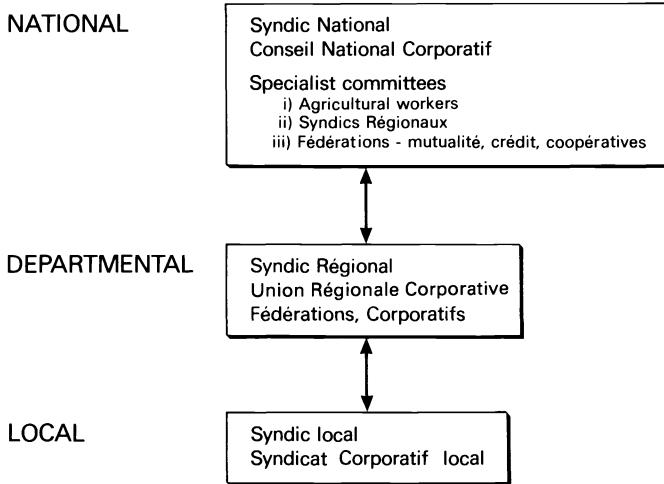 NATIONAL
Syndic National
Conseil National Corporatif
Specialist committees
i) Agricultural workers
ii) Syndics Régionaux
iii) Fédérations - mutualité, crédit, coopératives
DEPARTMENTAL
Syndic Régional
Union Régionale Corporative
Fédérations, Corporatifs
LOCAL
Syndic local
Syndicat Corporatif local